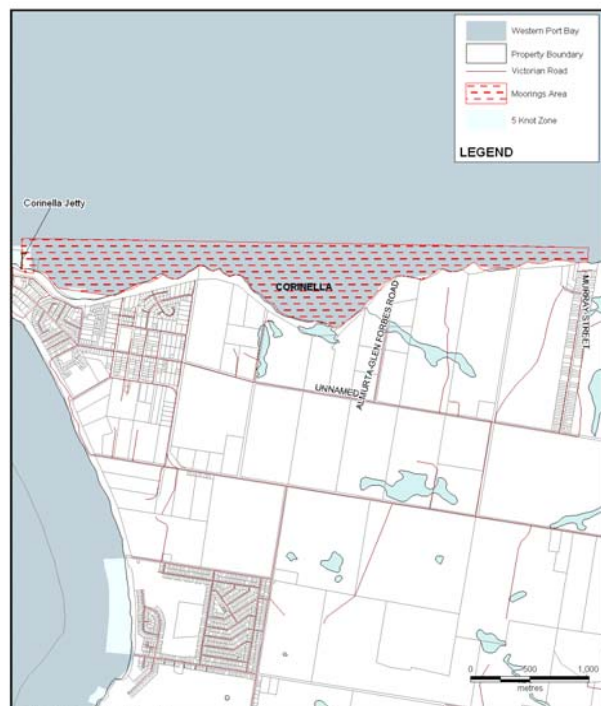 Western Port Bay
Property Boundary
Victorian Road
Moorings Area
5 Knot Zone
LEGEND
Corinella Jetty
CORINELLA
MURRAY STREET
ALMURTA-GLEN FORBES ROAD
UNNAMED
0 500 1,000
metres